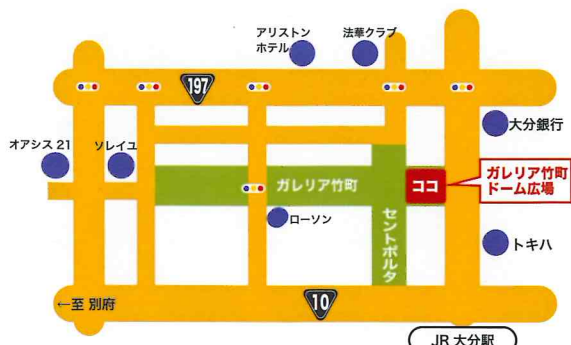 アリストン
ホテル
法華クラブ
197
大分銀行
オアシス21
ソレイユ
ガレリア竹町
ココ
ガレリア竹町
ドーム広場
ローソン
セントポルタ
トキハ
←至 別府
10
JR 大分駅